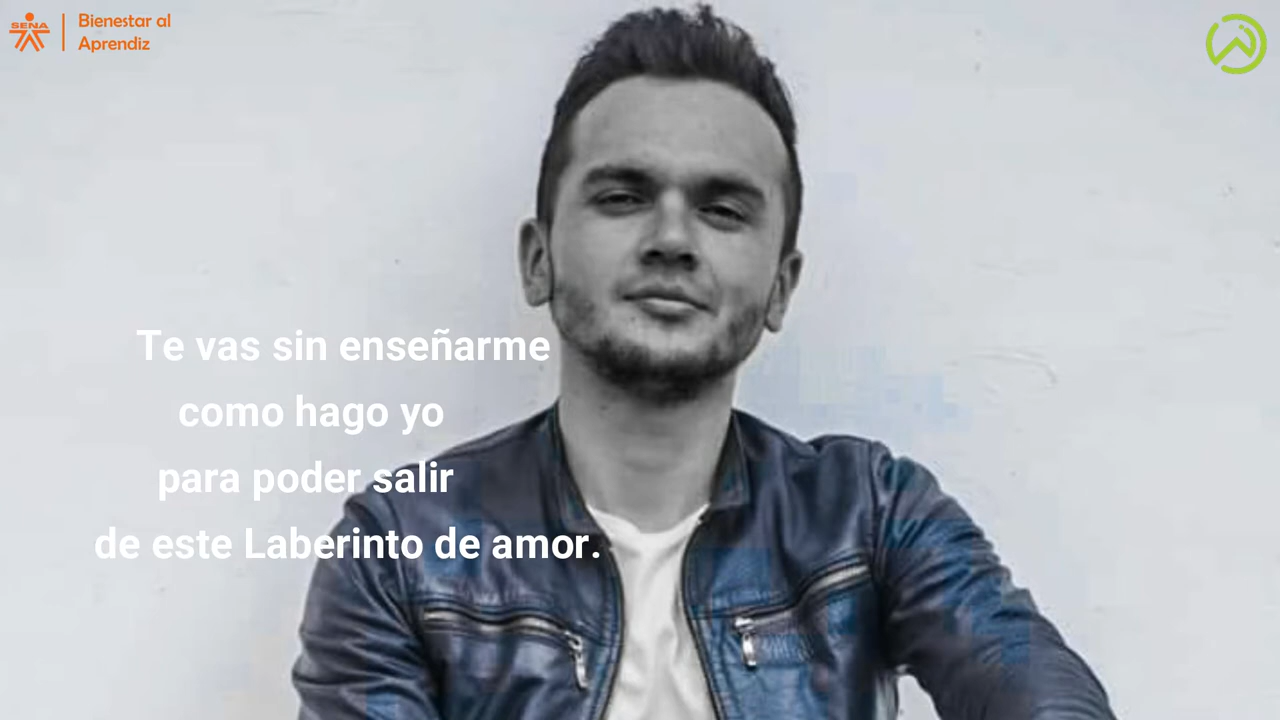 SENA
Bienestar al
Aprendiz
Te vas sin enseñarme
como hago yo
para poder salir
de este Laberinto de amor.